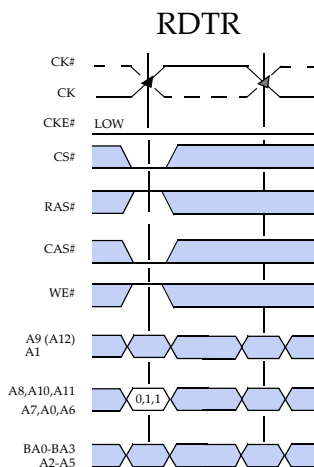 RDTR
CK#
CK
CKE# LOW
CS#
RAS#
CAS#
WE#
A9 (A12)
A1
A8,A10,A11
0,1,1
A7,A0,A6
BA0-BA3
A2-A5